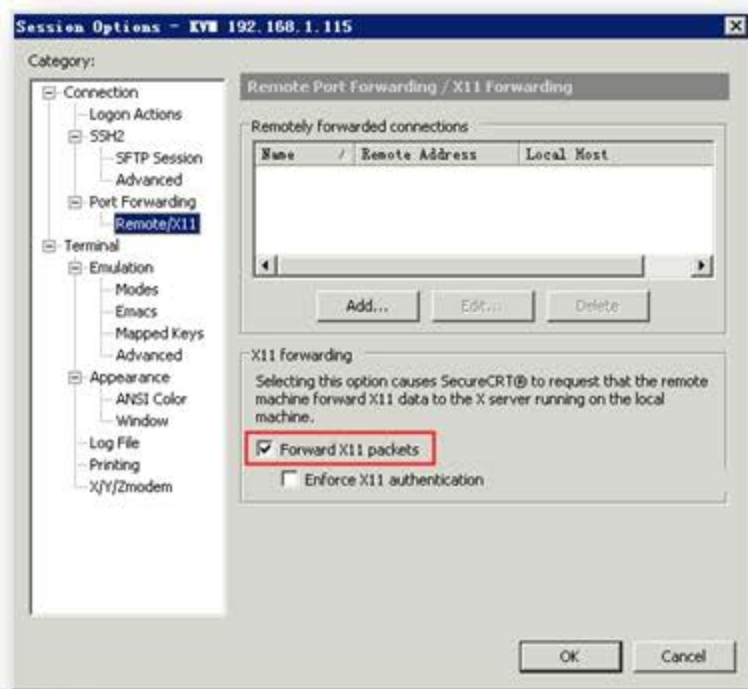 Session Options - KVM 192.168.1.115
Category:
Connection
Logon Actions
SSH2
SFTP Session
Advanced
Port Forwarding
Remote/X11
Terminal
Emulation
Modes
Emacs
Mapped Keys
Advanced
Appearance
ANSI Color
Window
Log File
Printing
X/Y/Zmodem
Remote Port Forwarding / X11 Forwarding
Remotely forwarded connections
Name / Remote Address Local Host
Add... Edit... Delete
X11 forwarding
Selecting this option causes SecureCRT® to request that the remote
machine forward X11 data to the X server running on the local
machine.
Forward X11 packets
Enforce X11 authentication
OK Cancel